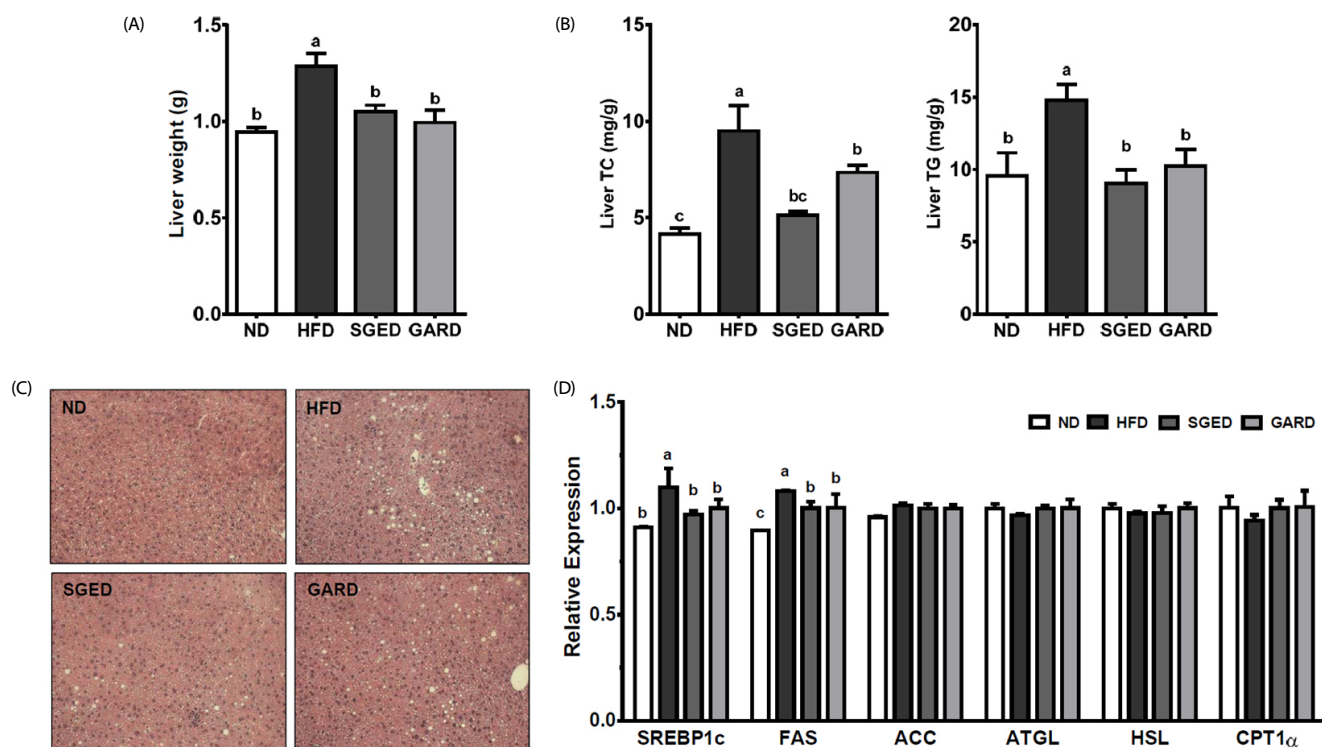 (A)
Liver weight (g)
1.5
1.0
0.5
0.0
b
a
b
b
ND HFD SGED GARD
(B)
Liver TC (mg/g)
15
10
5
0
c
a
bc
b
ND HFD SGED GARD
Liver TG (mg/g)
20
15
10
5
0
b
a
b
b
ND HFD SGED GARD
(C)
ND
HFD
SGED
GARD
(D)
Relative Expression
1.5
1.0
0.5
0.0
ND HFD SGED GARD
b a b b
c a b b
SREBP1c FAS ACC ATGL HSL CPT1α